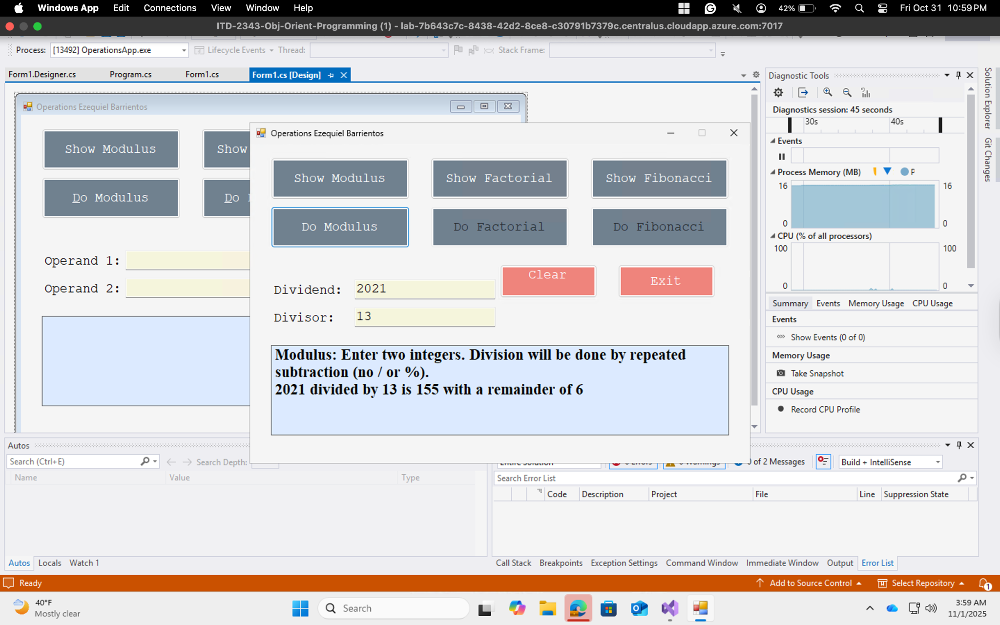 Windows App Edit Connections View Window Help 42% Fri Oct 31 10:59 PM
ITD-2343-Obj-Orient-Programming (1) - lab-7b643c7c-8438-42d2-8ce8-c30791b7379c.centralus.cloudapp.azure.com:7017
Process: [13492] OperationsApp.exe Lifecycle Events Thread: Stack Frame:
Form1.Designer.cs Program.cs Form1.cs Form1.cs [Design]
Operations Ezequiel Barrientos
Show Modulus Show
Do Modulus Do
Operand 1:
Operand 2:
Operations Ezequiel Barrientos
Show Modulus Show Factorial Show Fibonacci
Do Modulus Do Factorial Do Fibonacci
Clear Exit
Dividend: 2021
Divisor: 13
Modulus: Enter two integers. Division will be done by repeated
subtraction (no / or %).
2021 divided by 13 is 155 with a remainder of 6
Diagnostic Tools
Diagnostics session: 45 seconds
30s 40s
Events
Process Memory (MB) P
16 16
0 0
CPU (% of all processors)
100 100
0 0
Summary Events Memory Usage CPU Usage
Events
Show Events (0 of 0)
Memory Usage
Take Snapshot
CPU Usage
Record CPU Profile
Solution Explorer
Git Changes
Autos
Search (Ctrl+E) Search Depth:
Name Value Type
Entire Solution 0 of 2 Messages Build + IntelliSense
Search Error List
Code Description Project File Line Suppression State
Autos Locals Watch 1
Call Stack Breakpoints Exception Settings Command Window Immediate Window Output Error List
Ready Add to Source Control Select Repository 1
40°F
Mostly clear
Search
3:59 AM
11/1/2025